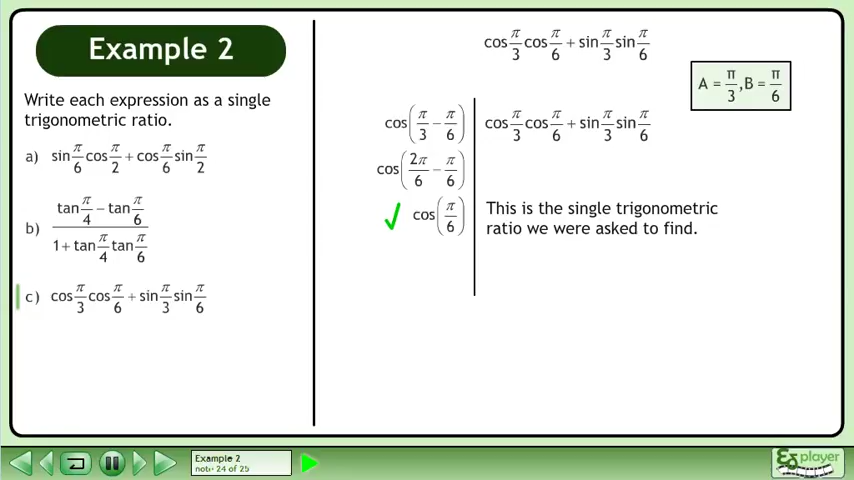 Example 2
Write each expression as a single
trigonometric ratio.
a) sin π/6 cos π/2 + cos π/6 sin π/2
b) (tan π/4 − tan π/6) / (1 + tan π/4 tan π/6)
c) cos π/3 cos π/6 + sin π/3 sin π/6
cos π/3 cos π/6 + sin π/3 sin π/6
A = π/3, B = π/6
cos(π/3 − π/6) cos π/3 cos π/6 + sin π/3 sin π/6
cos(2π/6 − π/6)
✓ cos(π/6) This is the single trigonometric
ratio we were asked to find.
Example 2
note 24 of 25
player